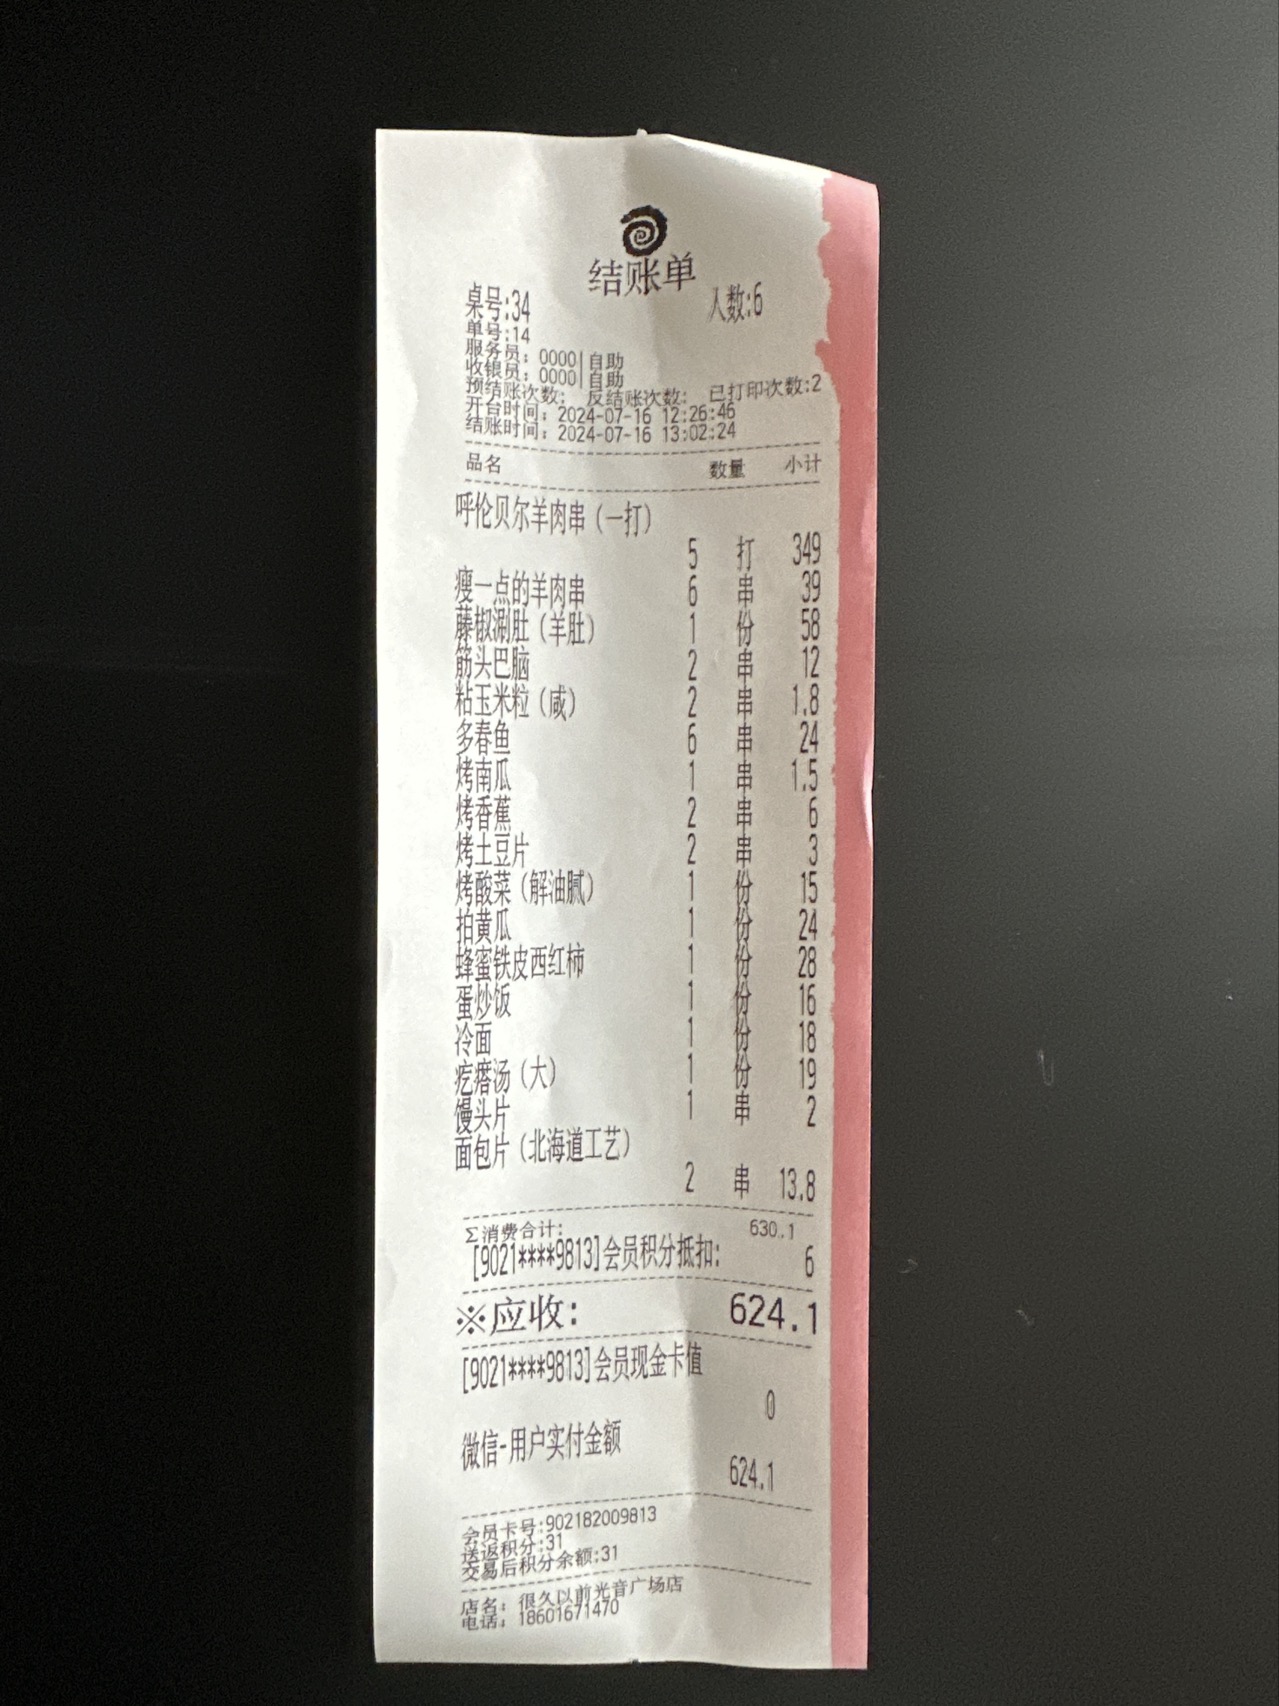 结账单
桌号:34 人数:6
单号:14
服务员: 0000|自助
收银员: 0000|自助
预结账次数: 反结账次数: 已打印次数:2
开台时间: 2024-07-16 12:26:46
结账时间: 2024-07-16 13:02:24
品名 数量 小计
呼伦贝尔羊肉串(一打)
5 打 349
瘦一点的羊肉串 6 串 39
藤椒涮肚(羊肚) 1 份 58
筋头巴脑 2 串 12
粘玉米粒(咸) 2 串 1.8
多春鱼 6 串 24
烤南瓜 1 串 1.5
烤香蕉 2 串 6
烤土豆片 2 串 3
烤酸菜(解油腻) 1 份 15
拍黄瓜 1 份 24
蜂蜜铁皮西红柿 1 份 28
蛋炒饭 1 份 16
冷面 1 份 18
疙瘩汤(大) 1 份 19
馒头片 1 串 2
面包片(北海道工艺)
2 串 13.8
∑消费合计: 630.1
[9021****9813]会员积分抵扣: 6
※应收: 624.1
[9021****9813]会员现金卡值
0
微信-用户实付金额
624.1
会员卡号:902182009813
送返积分:31
交易后积分余额:31
店名: 很久以前光音广场店
电话: 18601671470